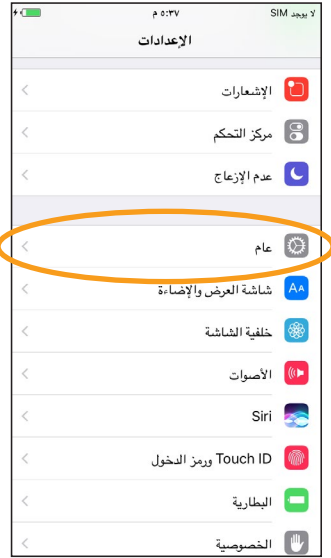 لا يوجد SIM ٥:٣٧ م
الإعدادات
الإشعارات
مركز التحكم
عدم الإزعاج
عام
شاشة العرض والإضاءة
خلفية الشاشة
الأصوات
Siri
Touch ID ورمز الدخول
البطارية
الخصوصية